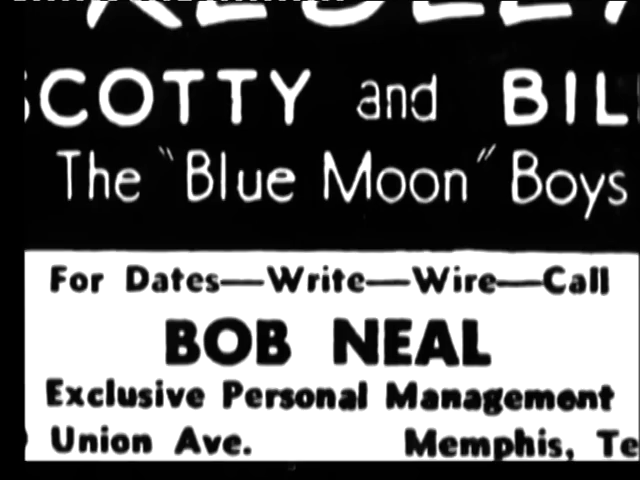 SCOTTY and BIL
The "Blue Moon" Boys
For Dates—Write—Wire—Call
BOB NEAL
Exclusive Personal Management
Union Ave. Memphis, Te